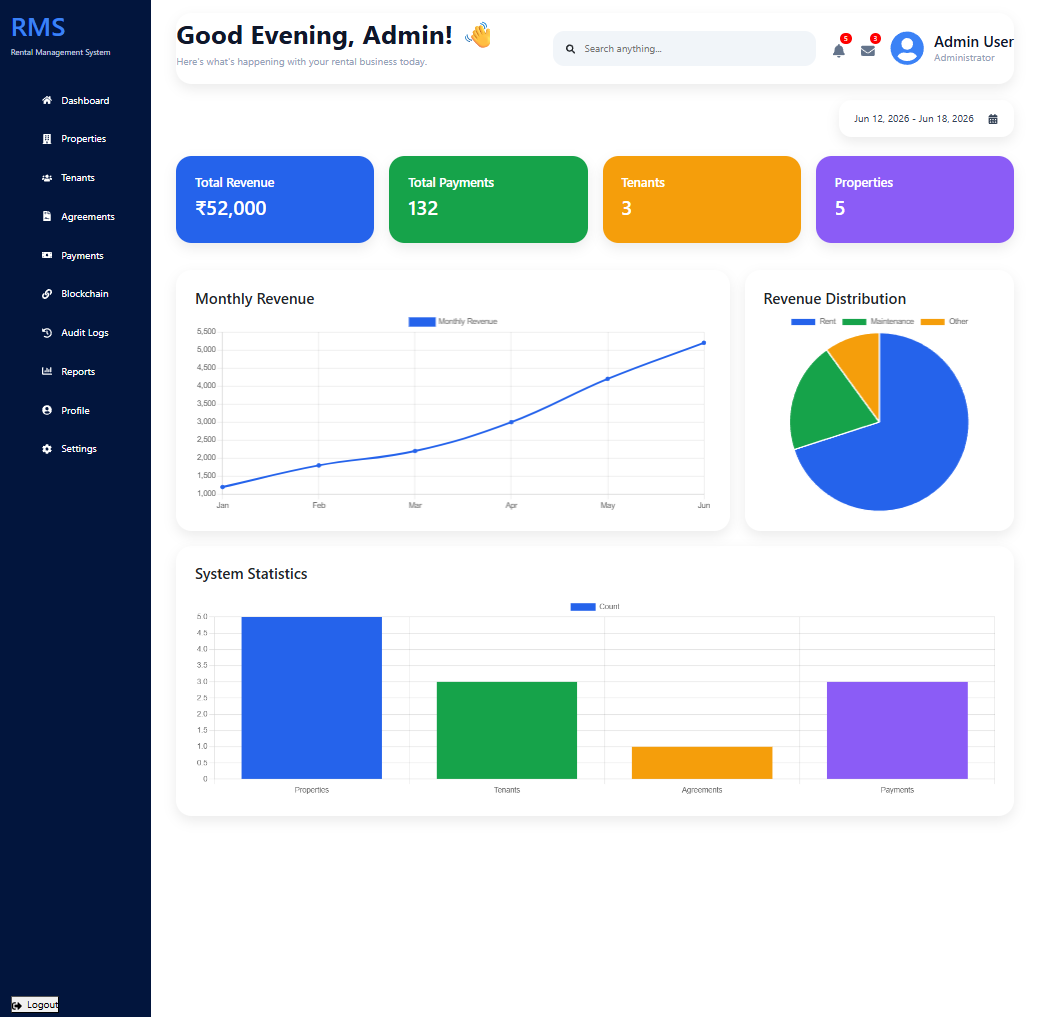 RMS
Rental Management System
Dashboard
Properties
Tenants
Agreements
Payments
Blockchain
Audit Logs
Reports
Profile
Settings
Logout
Good Evening, Admin! 👋
Here's what's happening with your rental business today.
Search anything...
5
3
Admin User
Administrator
Jun 12, 2026 - Jun 18, 2026
Total Revenue
₹52,000
Total Payments
132
Tenants
3
Properties
5
Monthly Revenue
Monthly Revenue
5,500
5,000
4,500
4,000
3,500
3,000
2,500
2,000
1,500
1,000
Jan Feb Mar Apr May Jun
Revenue Distribution
Rent Maintenance Other
System Statistics
Count
5.0
4.5
4.0
3.5
3.0
2.5
2.0
1.5
1.0
0.5
0
Properties Tenants Agreements Payments